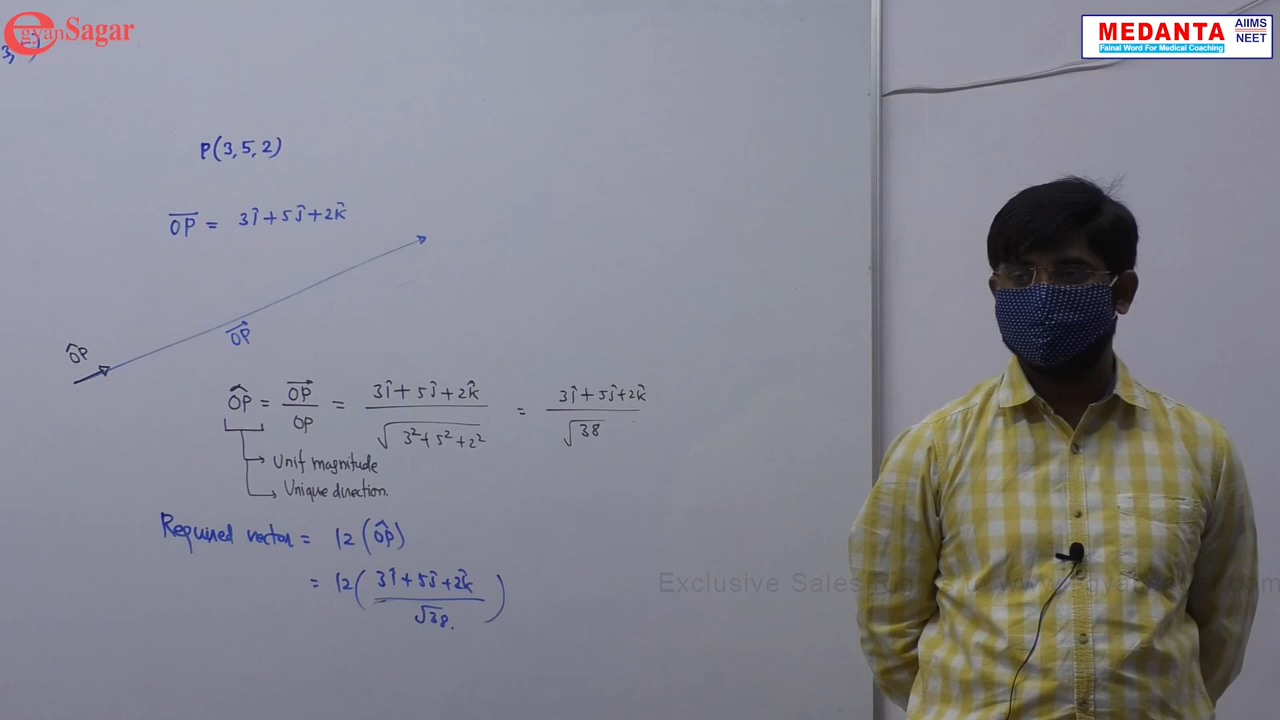 egyanSagar
MEDANTA AIIMS NEET
Fainal Word For Medical Coaching
P(3,5,2)
OP = 3î+5ĵ+2k̂
ÔP
OP⃗
ÔP = OP⃗/OP = (3î+5ĵ+2k̂)/√(3²+5²+2²) = (3î+5ĵ+2k̂)/√38
Unit magnitude
Unique direction.
Required vector = 12(ÔP)
= 12((3î+5ĵ+2k̂)/√38.)
Exclusive Sales